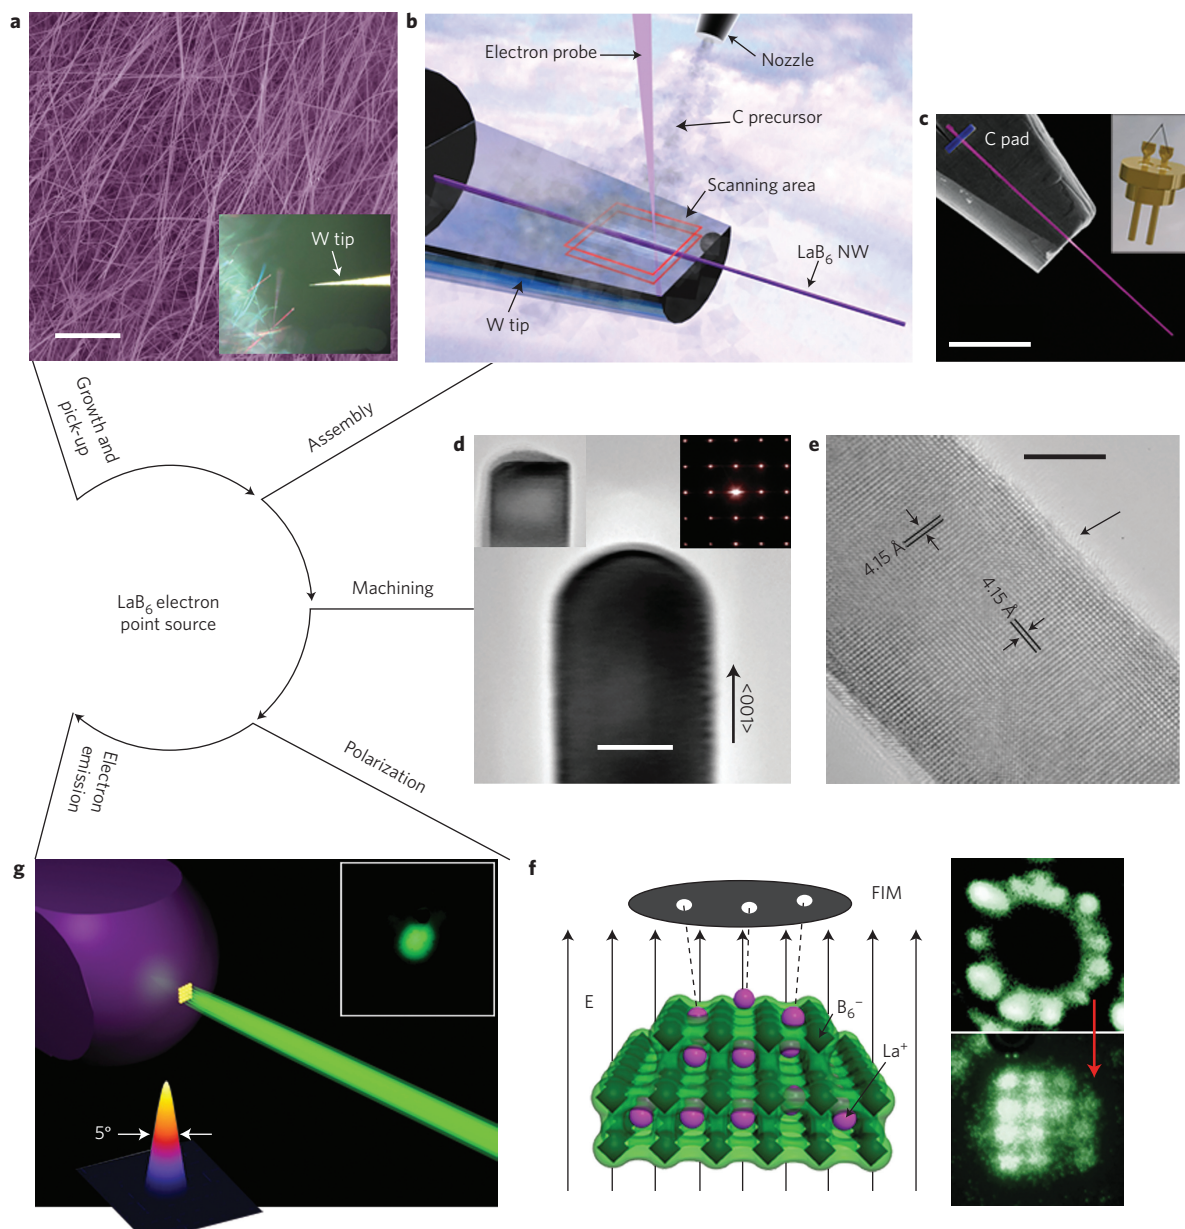 a
W tip
b
Electron probe
Nozzle
C precursor
Scanning area
LaB₆ NW
W tip
c
C pad
Growth and
pick-up
Assembly
LaB₆ electron
point source
Machining
Polarization
Electron
emission
d
<001>
e
4.15 Å
4.15 Å
g
5°
f
FIM
E
B₆⁻
La⁺